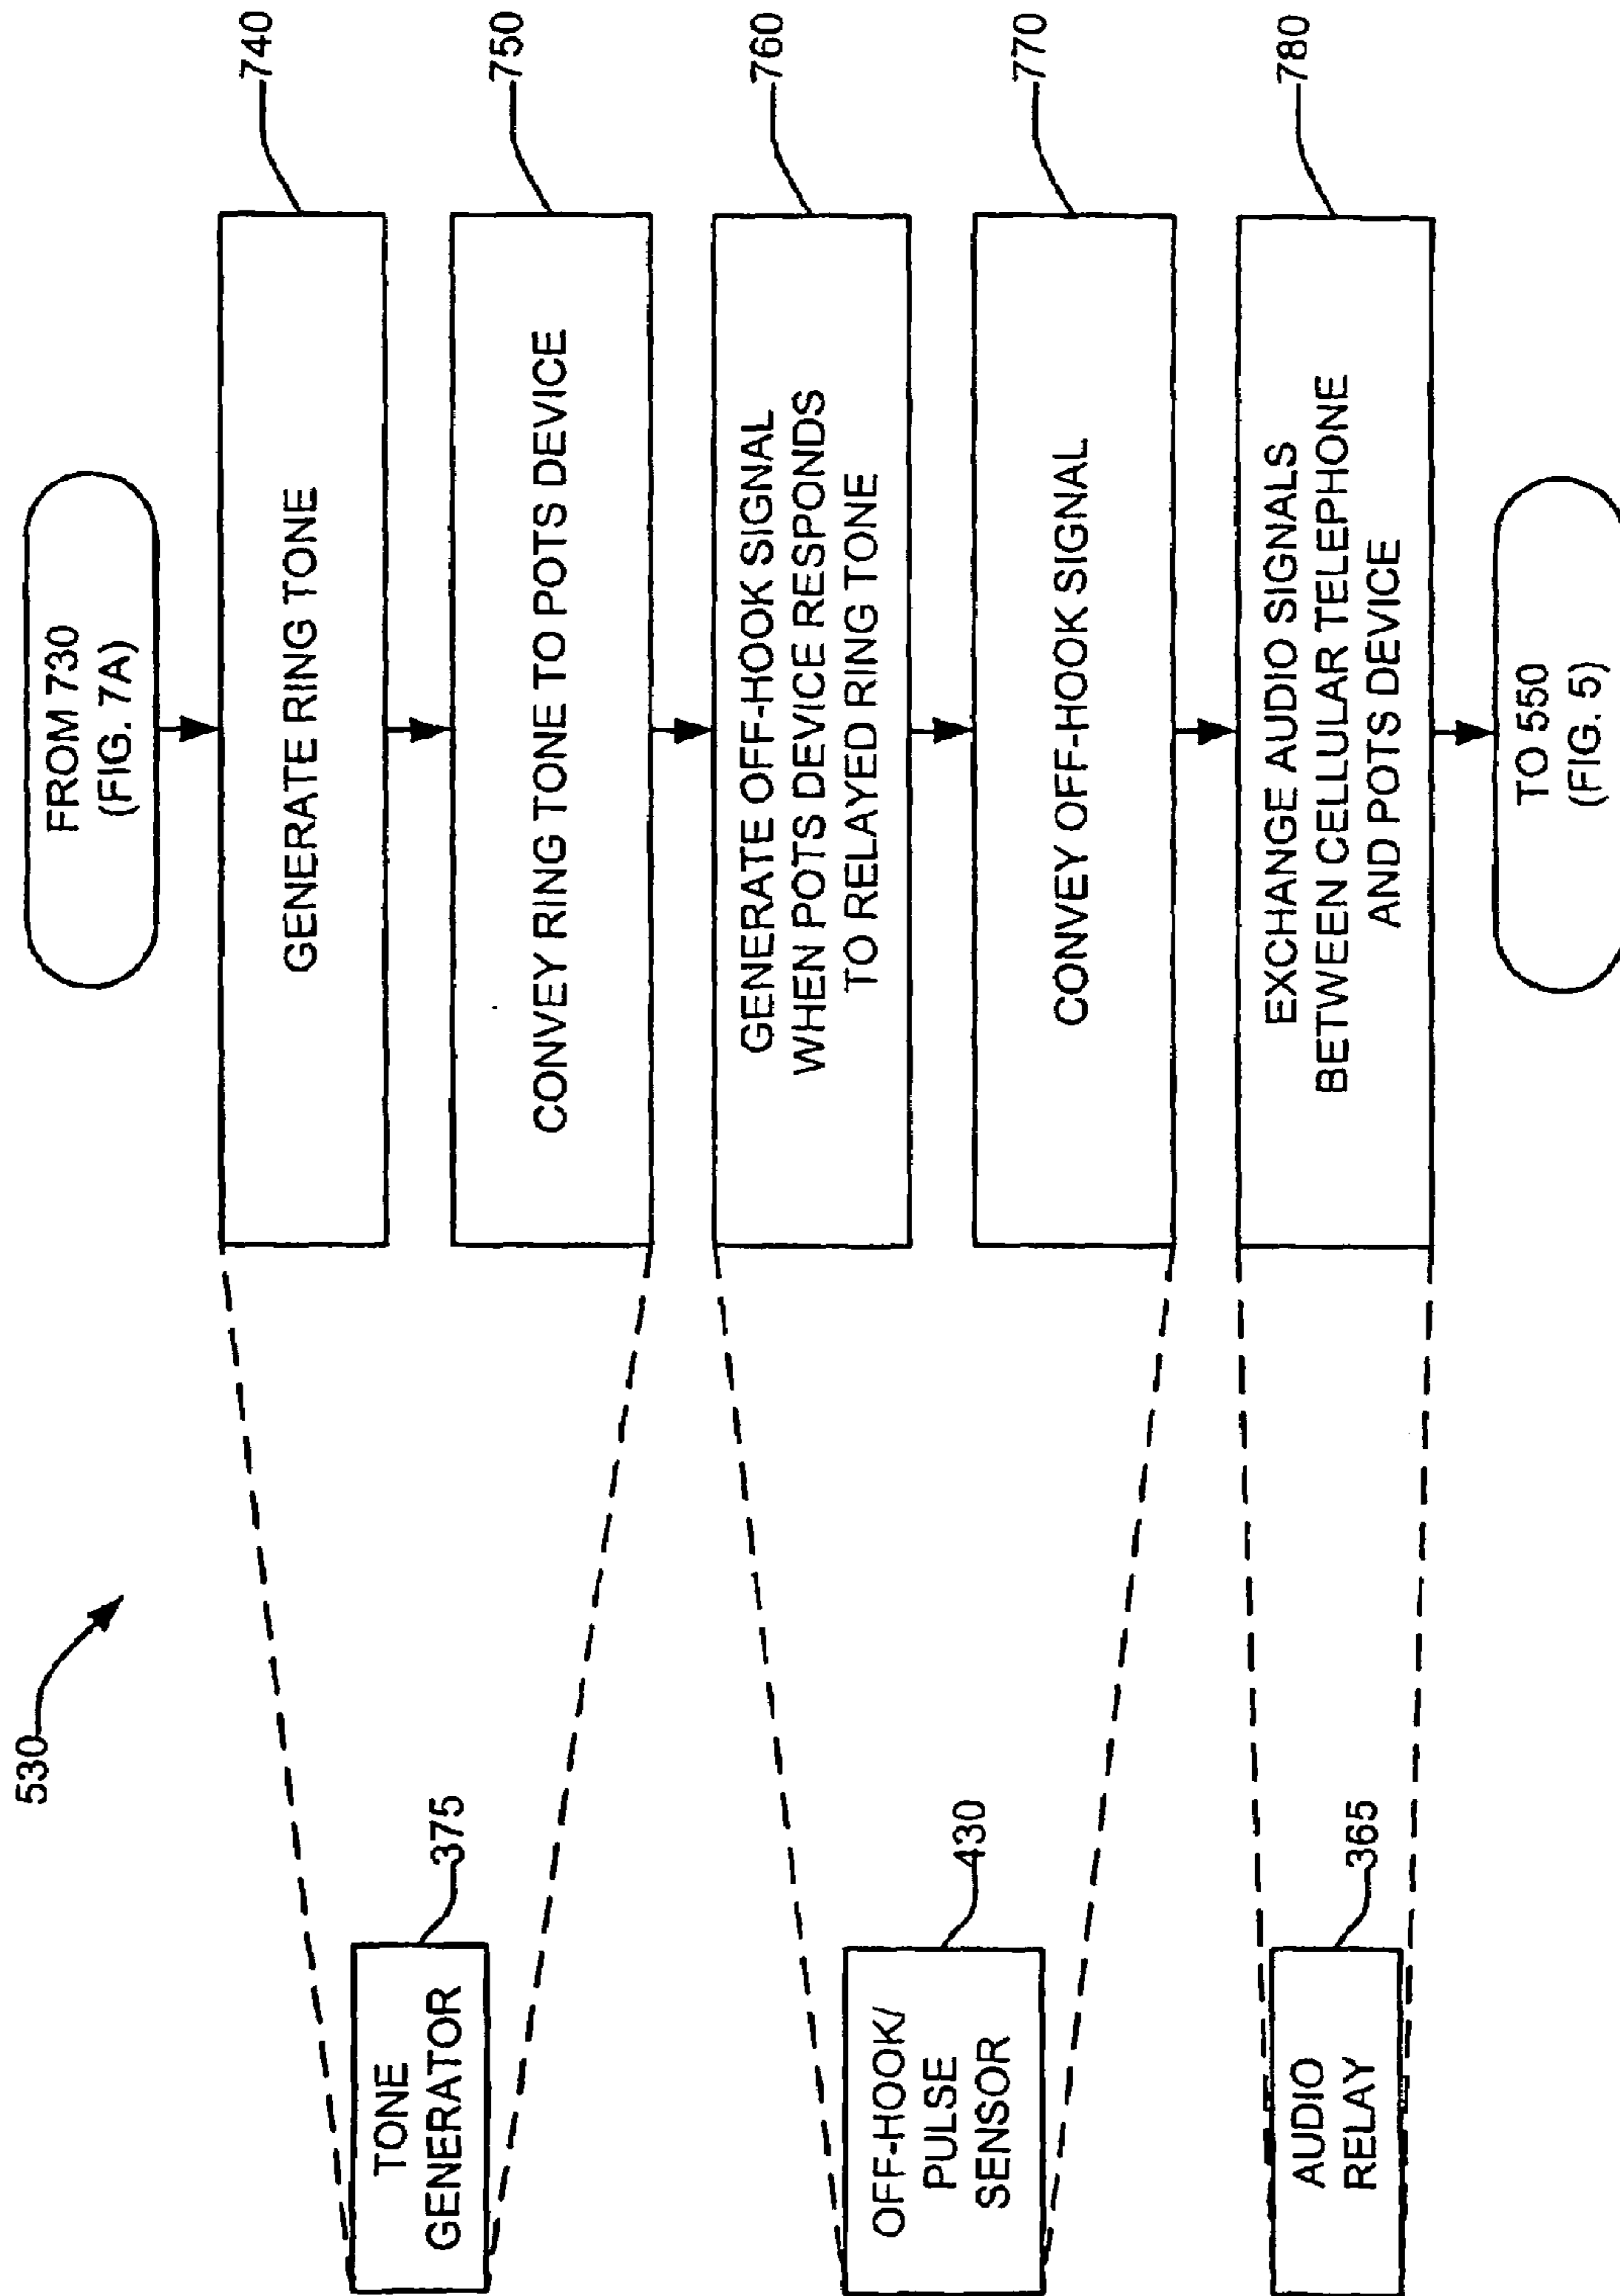 530
FROM 730
(FIG. 7A)
TONE
GENERATOR
375
GENERATE RING TONE
740
CONVEY RING TONE TO POTS DEVICE
750
OFF-HOOK/
PULSE
SENSOR
430
GENERATE OFF-HOOK SIGNAL
WHEN POTS DEVICE RESPONDS
TO RELAYED RING TONE
760
CONVEY OFF-HOOK SIGNAL
770
AUDIO
RELAY
365
EXCHANGE AUDIO SIGNALS
BETWEEN CELLULAR TELEPHONE
AND POTS DEVICE
780
TO 550
(FIG. 5)